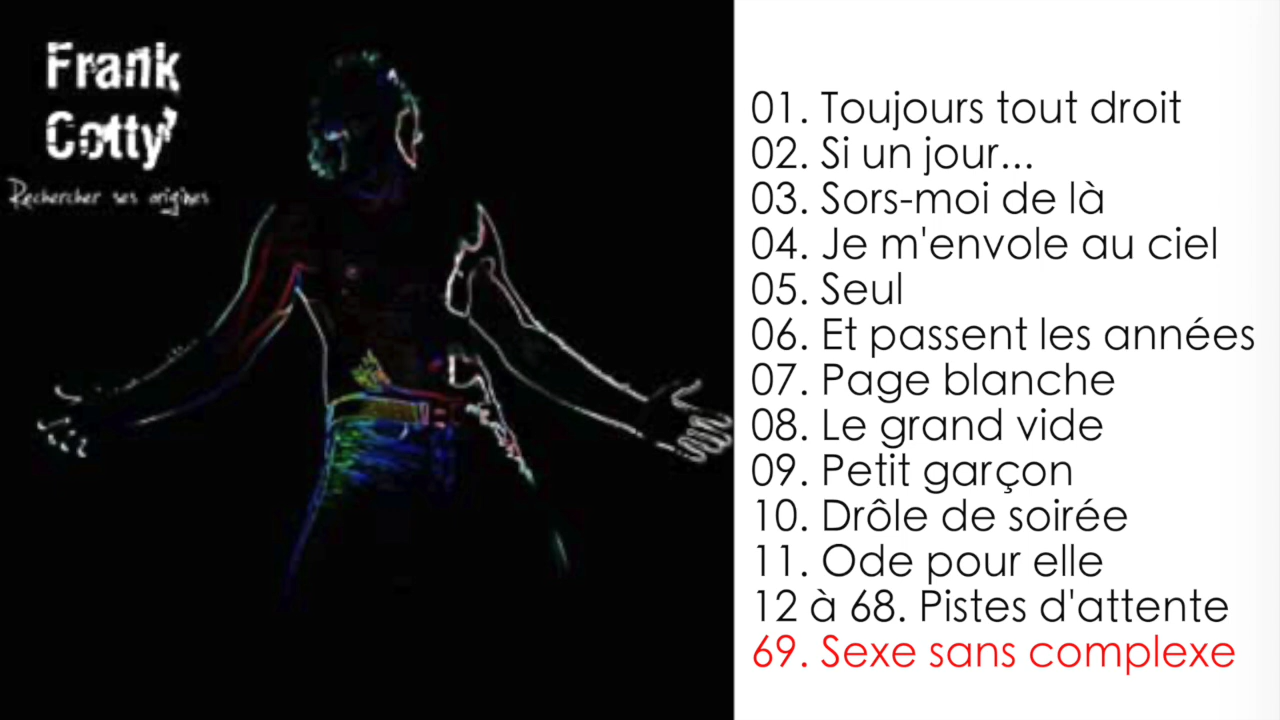 Frank
Cotty'
Rechercher ses origines
01. Toujours tout droit
02. Si un jour...
03. Sors-moi de là
04. Je m'envole au ciel
05. Seul
06. Et passent les années
07. Page blanche
08. Le grand vide
09. Petit garçon
10. Drôle de soirée
11. Ode pour elle
12 à 68. Pistes d'attente
69. Sexe sans complexe